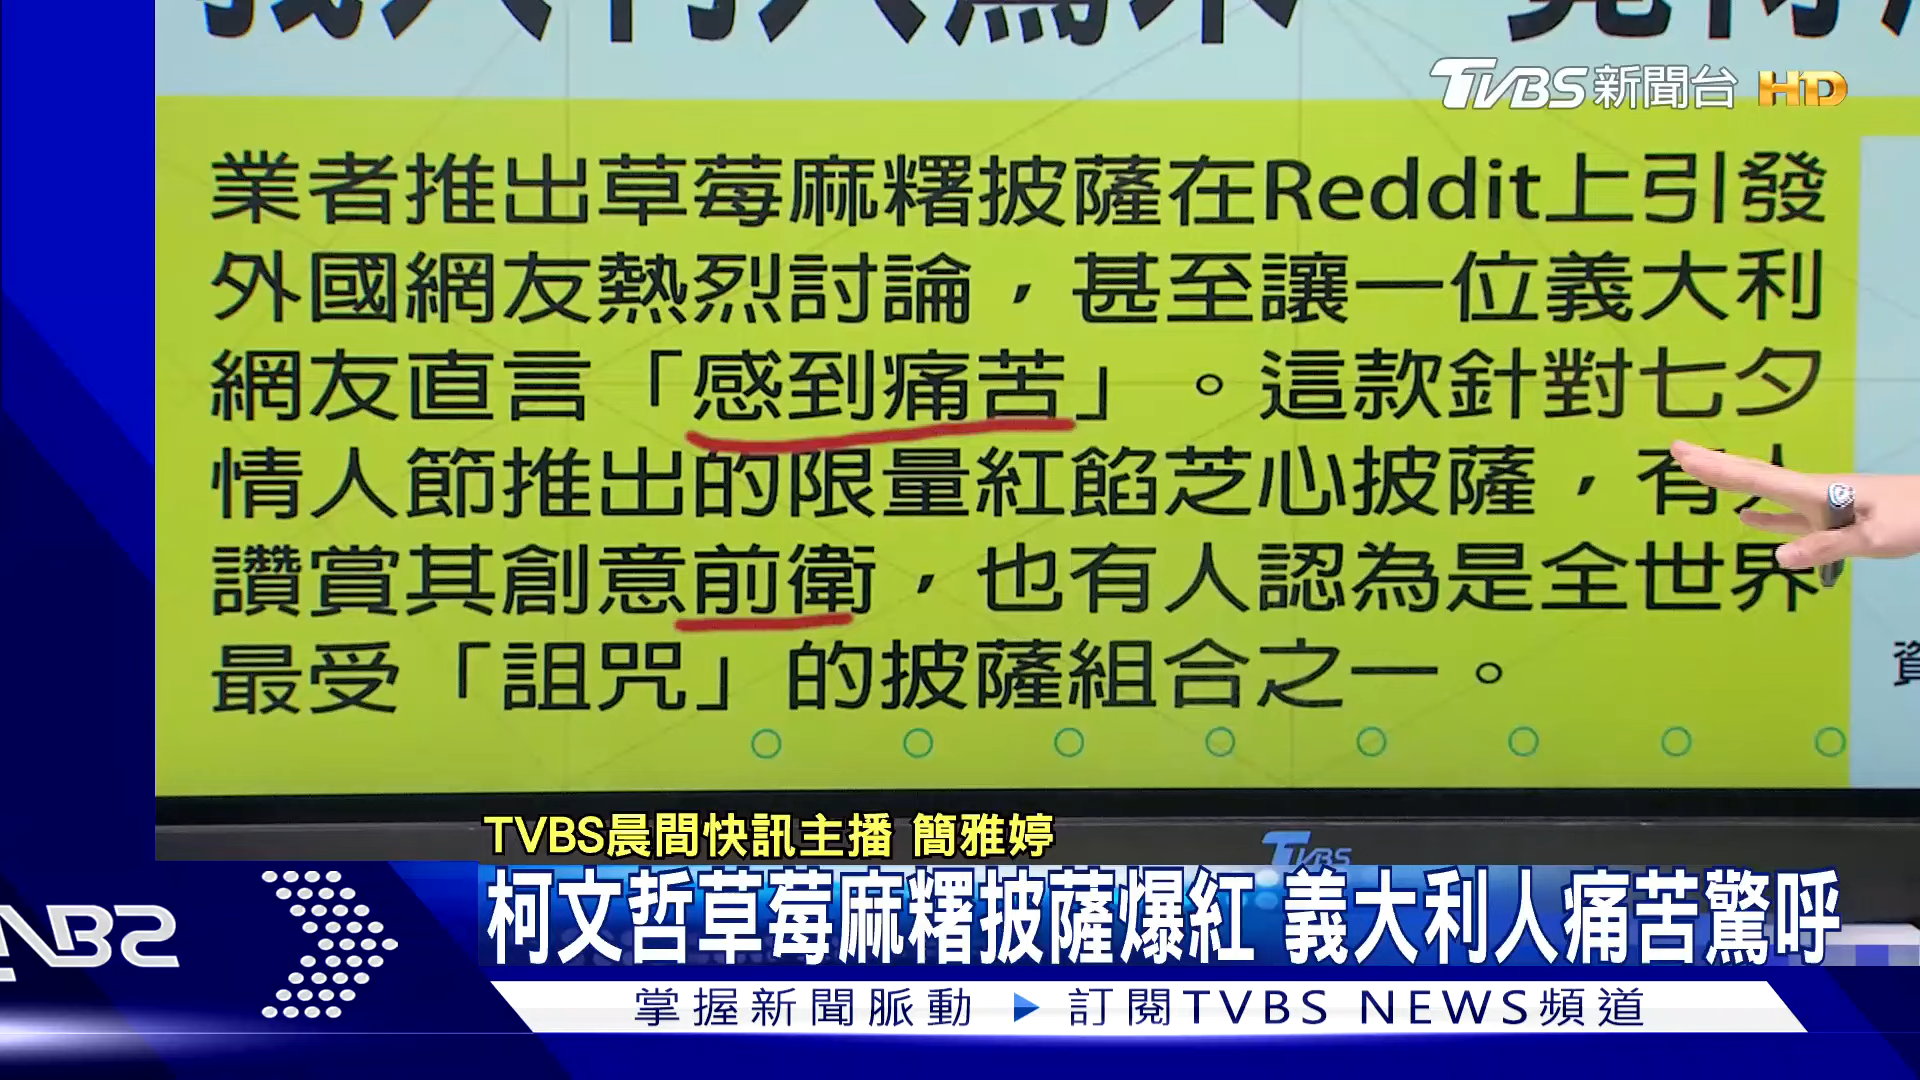 TVBS新聞台 HD
業者推出草莓麻糬披薩在Reddit上引發
外國網友熱烈討論，甚至讓一位義大利
網友直言「感到痛苦」。這款針對七夕
情人節推出的限量紅餡芝心披薩，有人
讚賞其創意前衛，也有人認為是全世界
最受「詛咒」的披薩組合之一。
資
TVBS晨間快訊主播 簡雅婷
TVBS
柯文哲草莓麻糬披薩爆紅 義大利人痛苦驚呼
掌握新聞脈動 ▶ 訂閱TVBS NEWS頻道